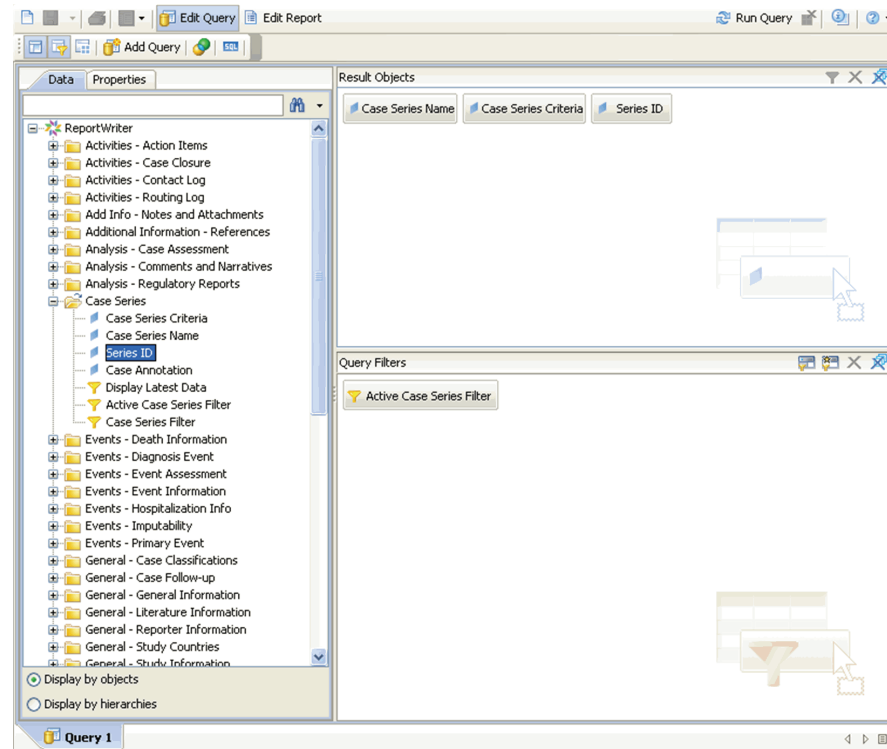 Edit Query Edit Report Run Query
Add Query SQL
Data Properties
ReportWriter
Activities - Action Items
Activities - Case Closure
Activities - Contact Log
Activities - Routing Log
Add Info - Notes and Attachments
Additional Information - References
Analysis - Case Assessment
Analysis - Comments and Narratives
Analysis - Regulatory Reports
Case Series
Case Series Criteria
Case Series Name
Series ID
Case Annotation
Display Latest Data
Active Case Series Filter
Case Series Filter
Events - Death Information
Events - Diagnosis Event
Events - Event Assessment
Events - Event Information
Events - Hospitalization Info
Events - Imputability
Events - Primary Event
General - Case Classifications
General - Case Follow-up
General - General Information
General - Literature Information
General - Reporter Information
General - Study Countries
General - Study Information
Display by objects
Display by hierarchies
Result Objects
Case Series Name Case Series Criteria Series ID
Query Filters
Active Case Series Filter
Query 1